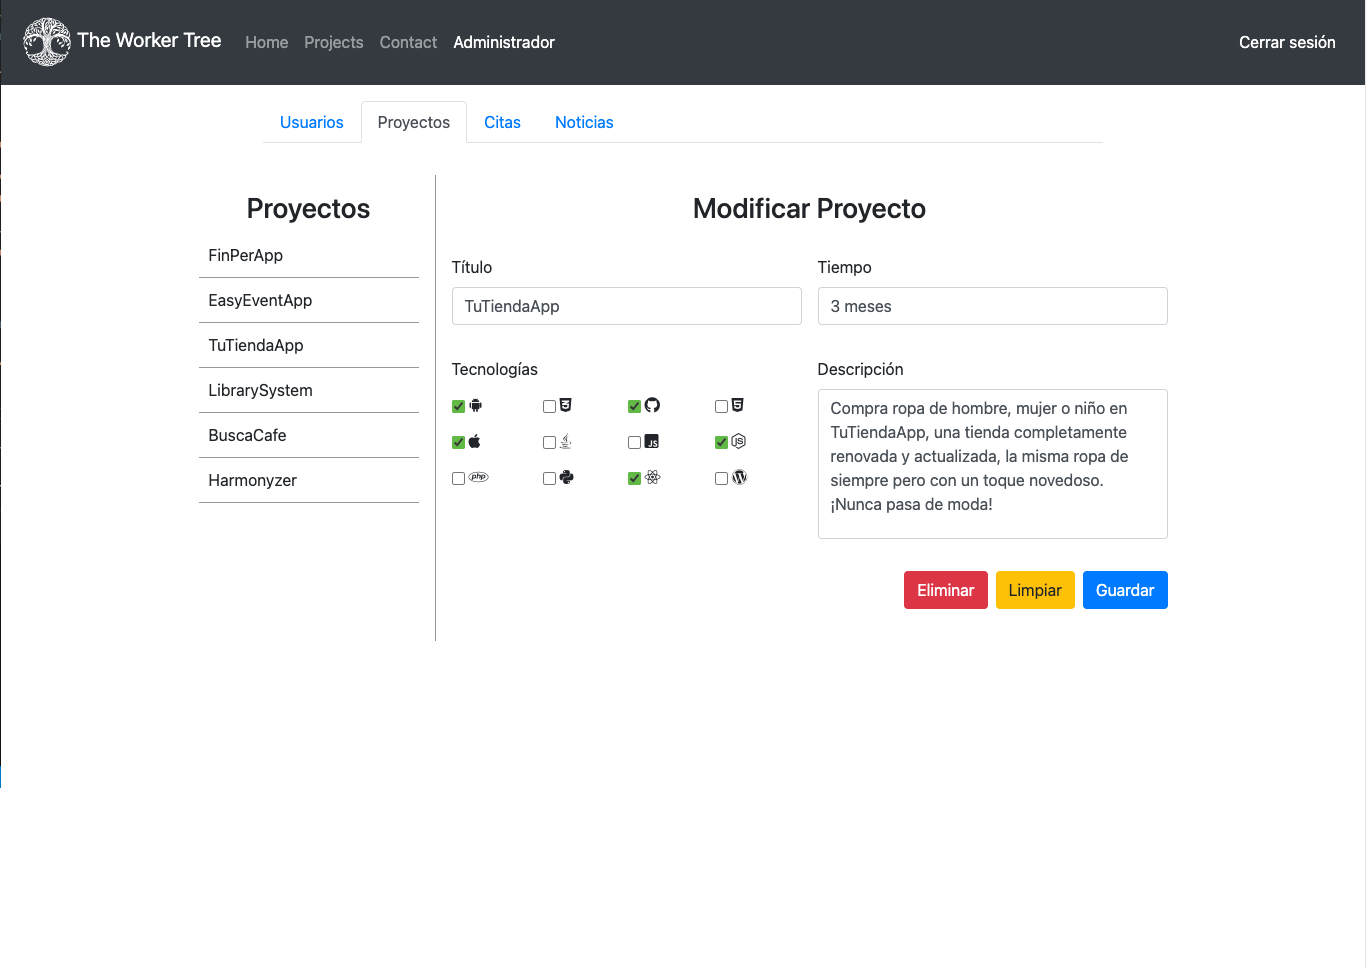 The Worker Tree
Home
Projects
Contact
Administrador
Cerrar sesión
Usuarios
Proyectos
Citas
Noticias
Proyectos
FinPerApp
EasyEventApp
TuTiendaApp
LibrarySystem
BuscaCafe
Harmonyzer
Modificar Proyecto
Título
TuTiendaApp
Tiempo
3 meses
Tecnologías
JS
JS
php
Descripción
Compra ropa de hombre, mujer o niño en
TuTiendaApp, una tienda completamente
renovada y actualizada, la misma ropa de
siempre pero con un toque novedoso.
¡Nunca pasa de moda!
Eliminar
Limpiar
Guardar